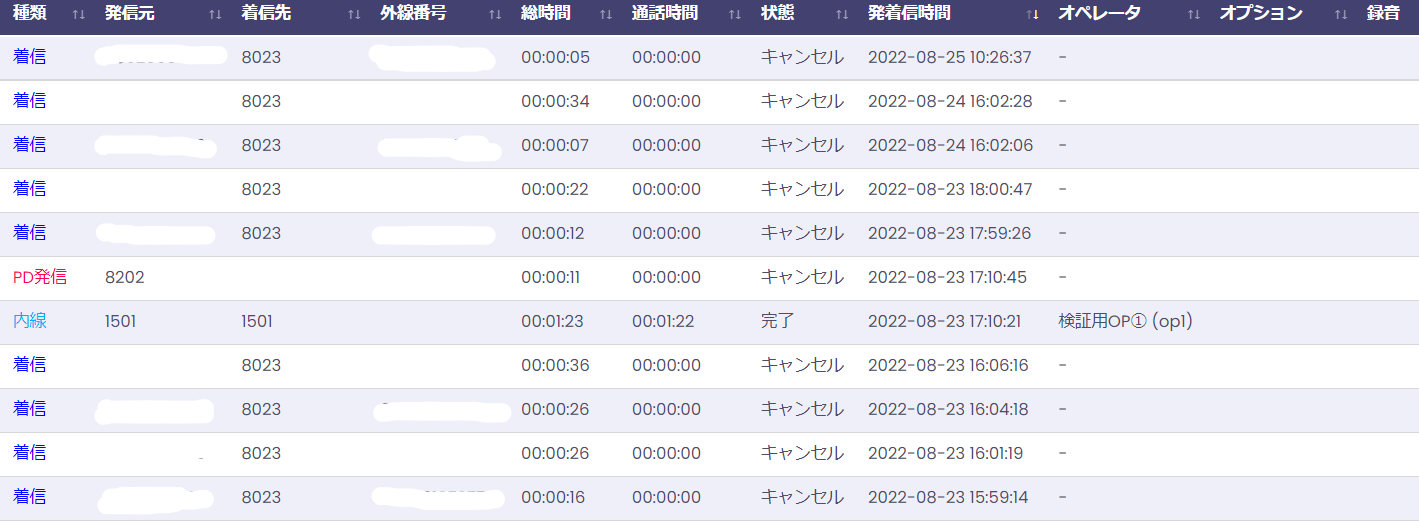 種類 発信元 着信先 外線番号 総時間 通話時間 状態 発着信時間 オペレータ オプション 録音
着信 8023 00:00:05 00:00:00 キャンセル 2022-08-25 10:26:37 -
着信 8023 00:00:34 00:00:00 キャンセル 2022-08-24 16:02:28 -
着信 8023 00:00:07 00:00:00 キャンセル 2022-08-24 16:02:06 -
着信 8023 00:00:22 00:00:00 キャンセル 2022-08-23 18:00:47 -
着信 8023 00:00:12 00:00:00 キャンセル 2022-08-23 17:59:26 -
PD発信 8202 00:00:11 00:00:00 キャンセル 2022-08-23 17:10:45 -
内線 1501 1501 00:01:23 00:01:22 完了 2022-08-23 17:10:21 検証用OP① (op1)
着信 8023 00:00:36 00:00:00 キャンセル 2022-08-23 16:06:16 -
着信 8023 00:00:26 00:00:00 キャンセル 2022-08-23 16:04:18 -
着信 8023 00:00:26 00:00:00 キャンセル 2022-08-23 16:01:19 -
着信 8023 00:00:16 00:00:00 キャンセル 2022-08-23 15:59:14 -